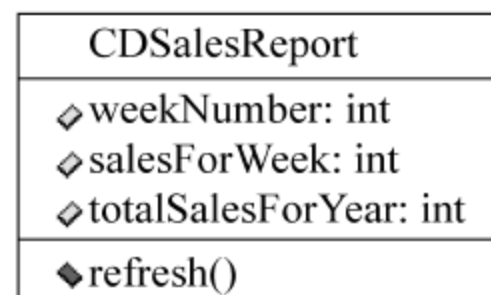 CDSalesReport
weekNumber: int
salesForWeek: int
totalSalesForYear: int
refresh()